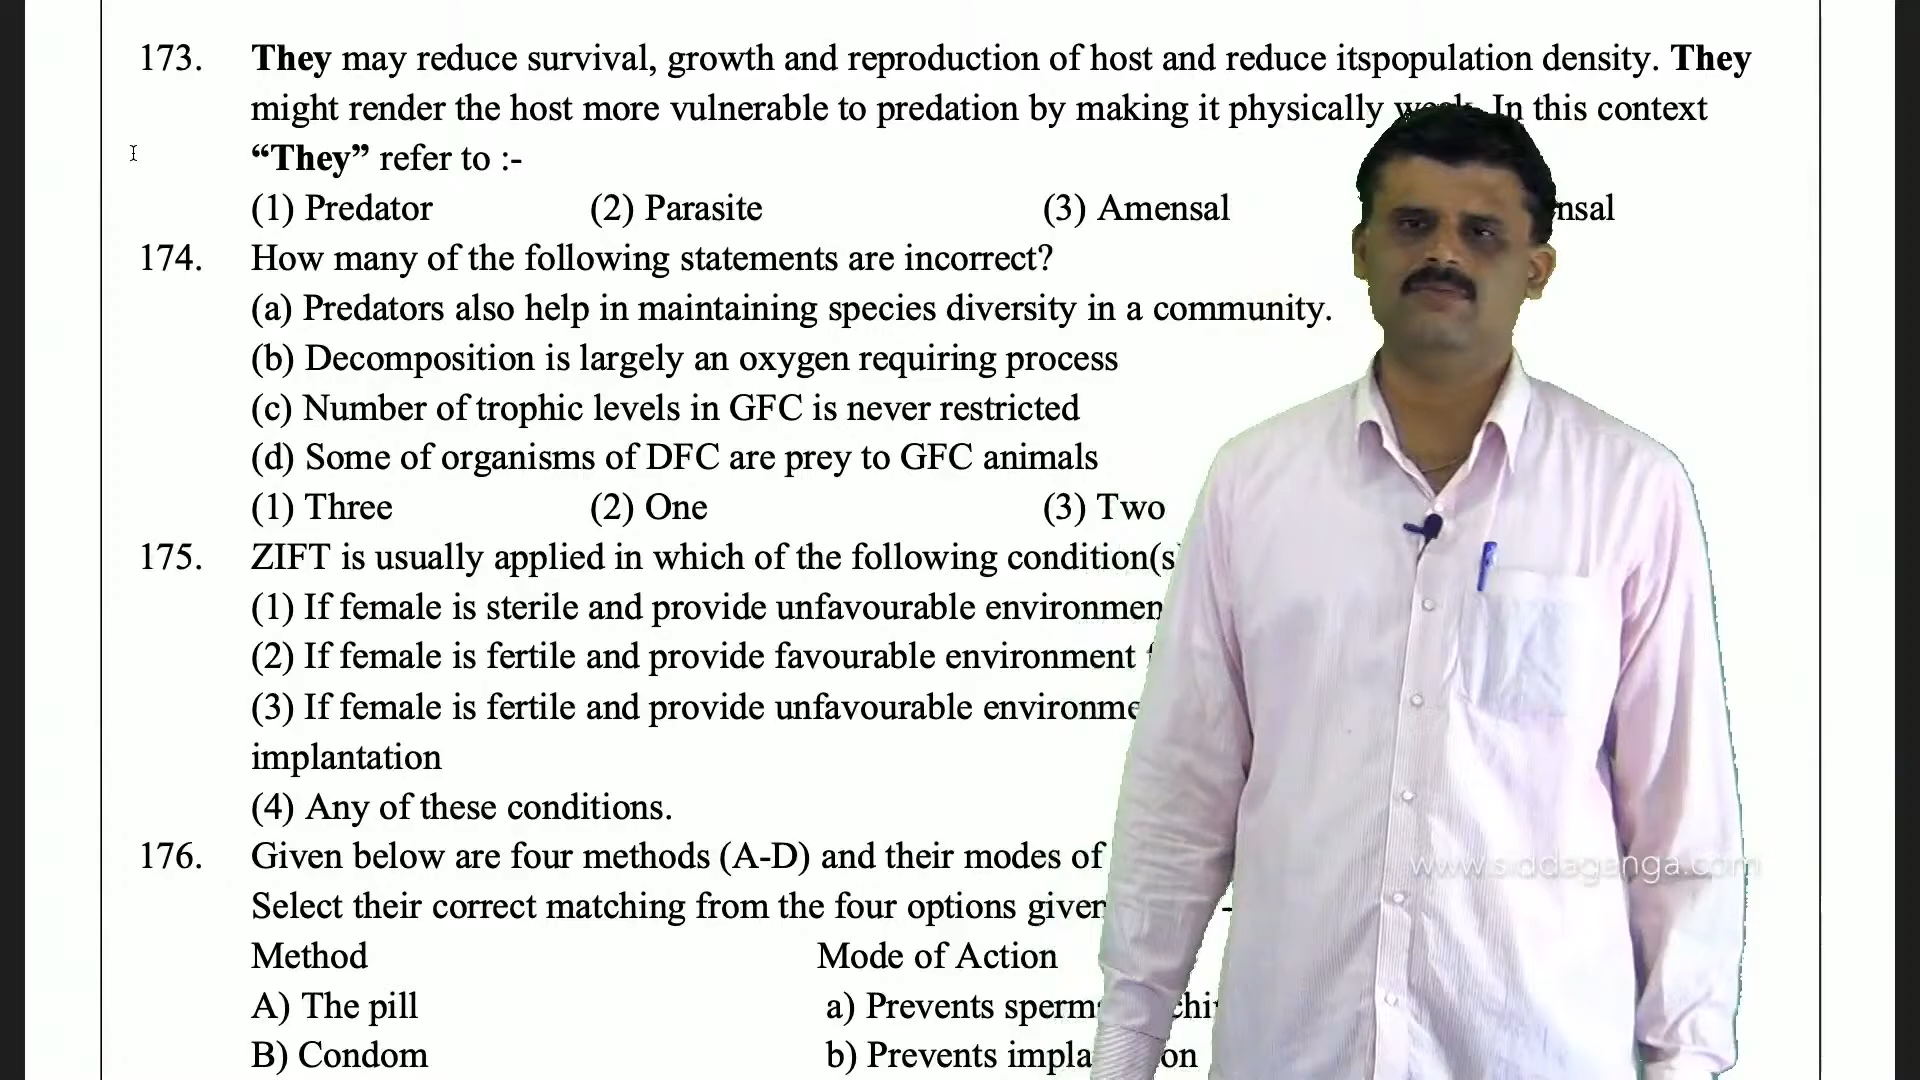 173. They may reduce survival, growth and reproduction of host and reduce itspopulation density. They
might render the host more vulnerable to predation by making it physically In this context
“They” refer to :-
(1) Predator (2) Parasite (3) Amensal
174. How many of the following statements are incorrect?
(a) Predators also help in maintaining species diversity in a community.
(b) Decomposition is largely an oxygen requiring process
(c) Number of trophic levels in GFC is never restricted
(d) Some of organisms of DFC are prey to GFC animals
(1) Three (2) One (3) Two
175. ZIFT is usually applied in which of the following condition(s
(1) If female is sterile and provide unfavourable environmen
(2) If female is fertile and provide favourable environment
(3) If female is fertile and provide unfavourable environme
implantation
(4) Any of these conditions.
176. Given below are four methods (A-D) and their modes of
Select their correct matching from the four options given -
Method Mode of Action
A) The pill a) Prevents sperm
B) Condom b) Prevents
www.siddaganga.com